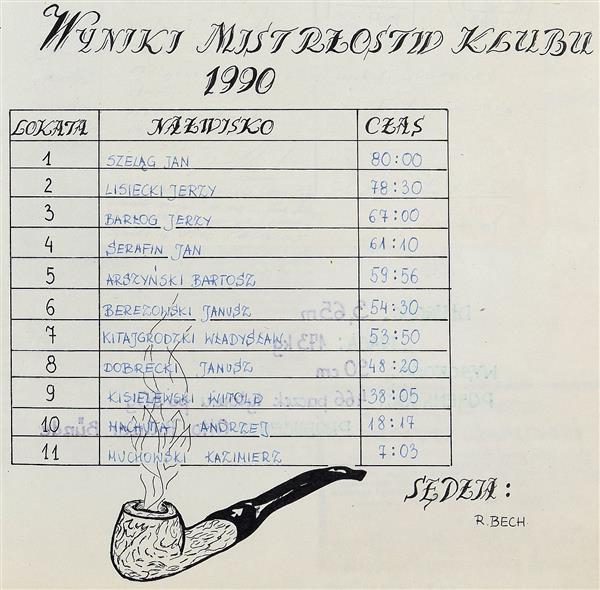 WYNIKI MISTRZOSTW KLUBU
1990
LOKATA NAZWISKO CZAS
1 SZELĄG JAN 80:00
2 LISIECKI JERZY 78:30
3 BARŁOG JERZY 67:00
4 SERAFIN JAN 61:10
5 ARSZYŃSKI BARTOSZ 59:56
6 BEREZOWSKI JANUSZ 54:30
7 KITAJGRODZKI WŁADYSŁAW 53:50
8 DOBRECKI JANUSZ 48:20
9 KISIELEWSKI WITOLD 38:05
10 MACHUTA ANDRZEJ 18:17
11 MUCHOWSKI KAZIMIERZ 7:03
SĘDZIA:
R. BECH